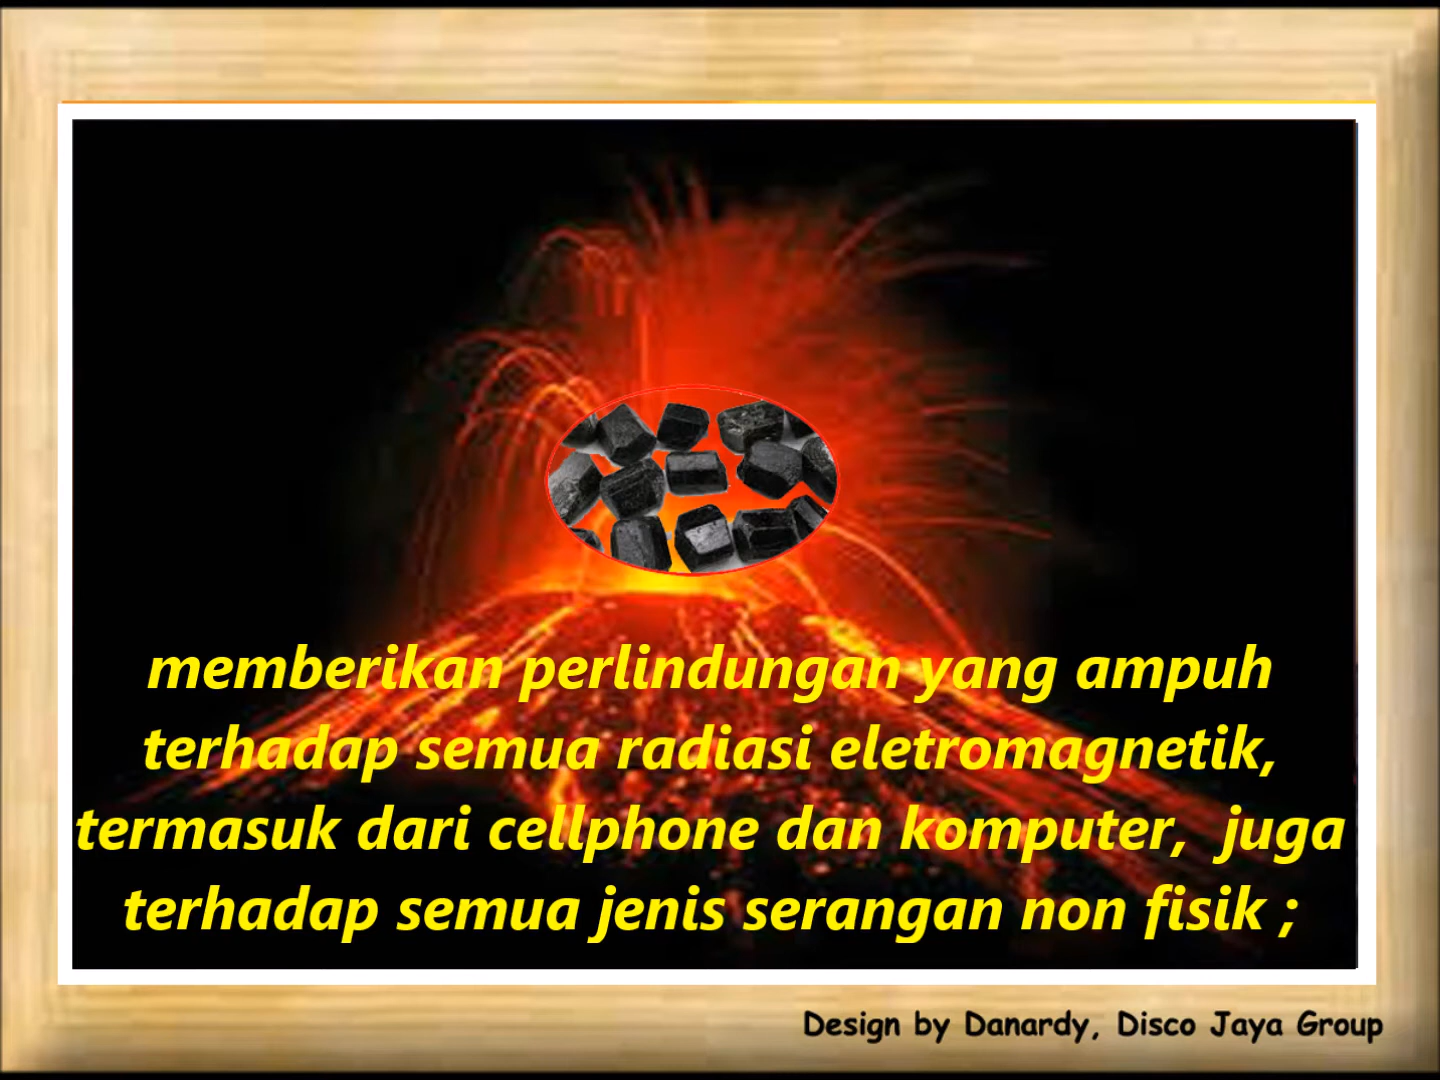 memberikan perlindungan yang ampuh
terhadap semua radiasi eletromagnetik,
termasuk dari cellphone dan komputer, juga
terhadap semua jenis serangan non fisik ;
Design by Danardy, Disco Jaya Group